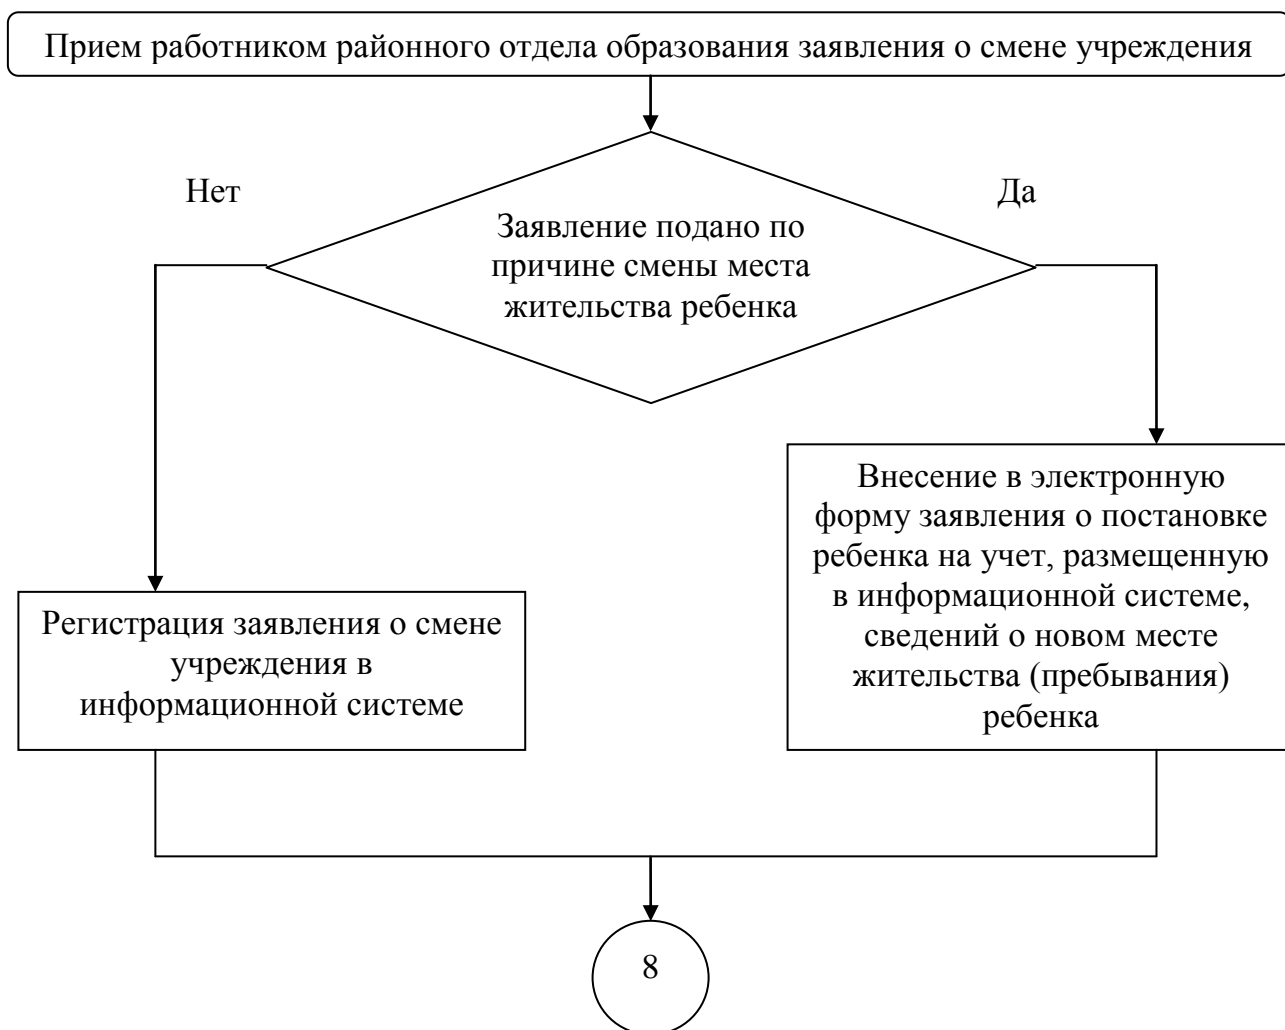 Прием работником районного отдела образования заявления о смене учреждения
Нет
Да
Заявление подано по
причине смены места
жительства ребенка
Внесение в электронную
форму заявления о постановке
ребенка на учет, размещенную
в информационной системе,
сведений о новом месте
жительства (пребывания)
ребенка
Регистрация заявления о смене
учреждения в
информационной системе
8